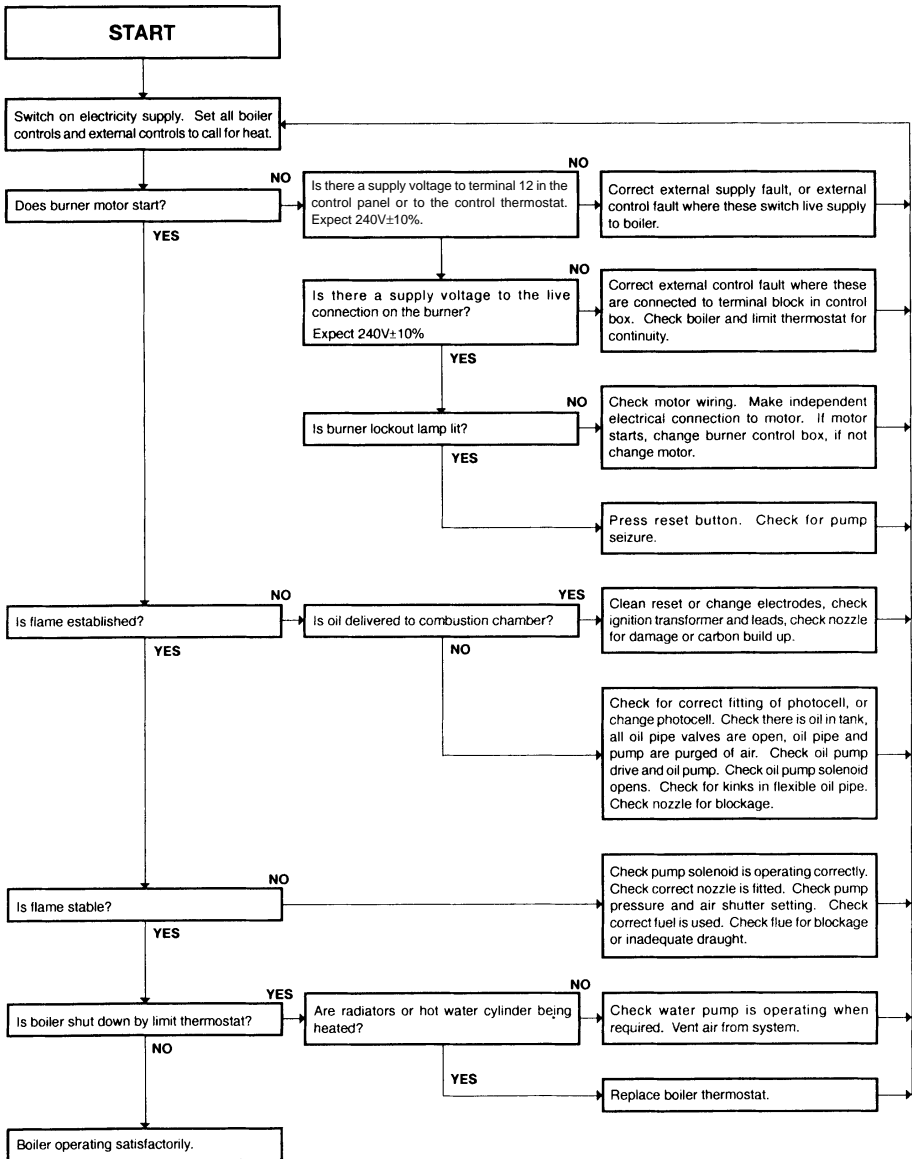 START
Switch on electricity supply. Set all boiler
controls and external controls to call for heat.
NO
Does burner motor start?
YES
Is there a supply voltage to terminal 12 in the
control panel or to the control thermostat.
Expect 240V±10%.
NO
Correct external supply fault, or external
control fault where these switch live supply
to boiler.
Is there a supply voltage to the live
connection on the burner?
Expect 240V±10%
NO
YES
Correct external control fault where these
are connected to terminal block in control
box. Check boiler and limit thermostat for
continuity.
Is burner lockout lamp lit?
NO
YES
Check motor wiring. Make independent
electrical connection to motor. If motor
starts, change burner control box, if not
change motor.
Press reset button. Check for pump
seizure.
NO
Is flame established?
YES
Is oil delivered to combustion chamber?
YES
NO
Clean reset or change electrodes, check
ignition transformer and leads, check nozzle
for damage or carbon build up.
Check for correct fitting of photocell, or
change photocell. Check there is oil in tank,
all oil pipe valves are open, oil pipe and
pump are purged of air. Check oil pump
drive and oil pump. Check oil pump solenoid
opens. Check for kinks in flexible oil pipe.
Check nozzle for blockage.
NO
Is flame stable?
YES
Check pump solenoid is operating correctly.
Check correct nozzle is fitted. Check pump
pressure and air shutter setting. Check
correct fuel is used. Check flue for blockage
or inadequate draught.
YES
Is boiler shut down by limit thermostat?
NO
Are radiators or hot water cylinder being
heated?
NO
YES
Check water pump is operating when
required. Vent air from system.
Replace boiler thermostat.
Boiler operating satisfactorily.